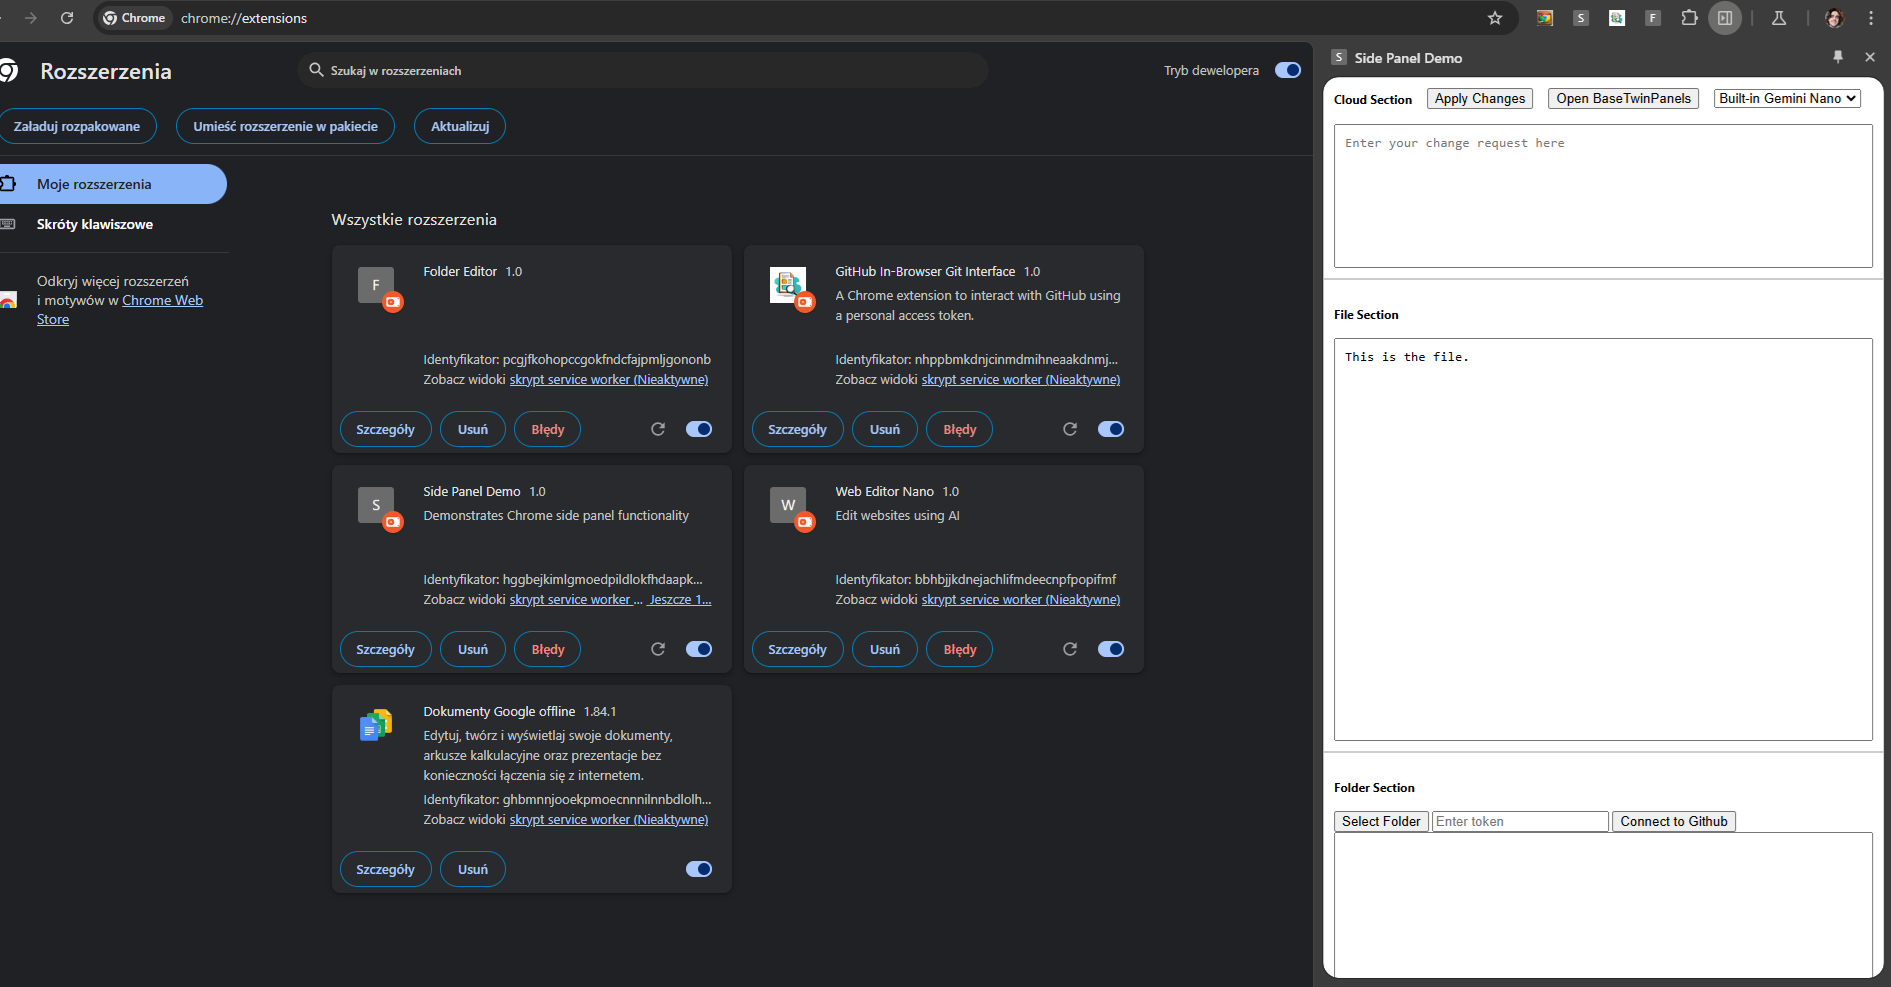 Chrome chrome://extensions
S
F
Rozszerzenia
Szukaj w rozszerzeniach
Tryb dewelopera
Załaduj rozpakowane
Umieść rozszerzenie w pakiecie
Aktualizuj
Moje rozszerzenia
Skróty klawiszowe
Odkryj więcej rozszerzeń
i motywów w Chrome Web
Store
Wszystkie rozszerzenia
F
Folder Editor 1.0
Identyfikator: pcgjfkohopccgokfndcfajpmljgononb
Zobacz widoki skrypt service worker (Nieaktywne)
Szczegóły
Usuń
Błędy
GitHub In-Browser Git Interface 1.0
A Chrome extension to interact with GitHub using
a personal access token.
Identyfikator: nhppbmkdnjcinmdmihneaakdnmj...
Zobacz widoki skrypt service worker (Nieaktywne)
Szczegóły
Usuń
Błędy
S
Side Panel Demo 1.0
Demonstrates Chrome side panel functionality
Identyfikator: hggbejkimlgmoedpildlokfhdaapk...
Zobacz widoki skrypt service worker ... Jeszcze 1...
Szczegóły
Usuń
Błędy
W
Web Editor Nano 1.0
Edit websites using AI
Identyfikator: bbhbjjkdnejachlifmdeecnpfpopifmf
Zobacz widoki skrypt service worker (Nieaktywne)
Szczegóły
Usuń
Błędy
Dokumenty Google offline 1.84.1
Edytuj, twórz i wyświetlaj swoje dokumenty,
arkusze kalkulacyjne oraz prezentacje bez
konieczności łączenia się z internetem.
Identyfikator: ghbmnnjooekpmoecnnnilnnbdlolh...
Zobacz widoki skrypt service worker (Nieaktywne)
Szczegóły
Usuń
S Side Panel Demo
Cloud Section
Apply Changes
Open BaseTwinPanels
Built-in Gemini Nano
Enter your change request here
File Section
This is the file.
Folder Section
Select Folder
Enter token
Connect to Github